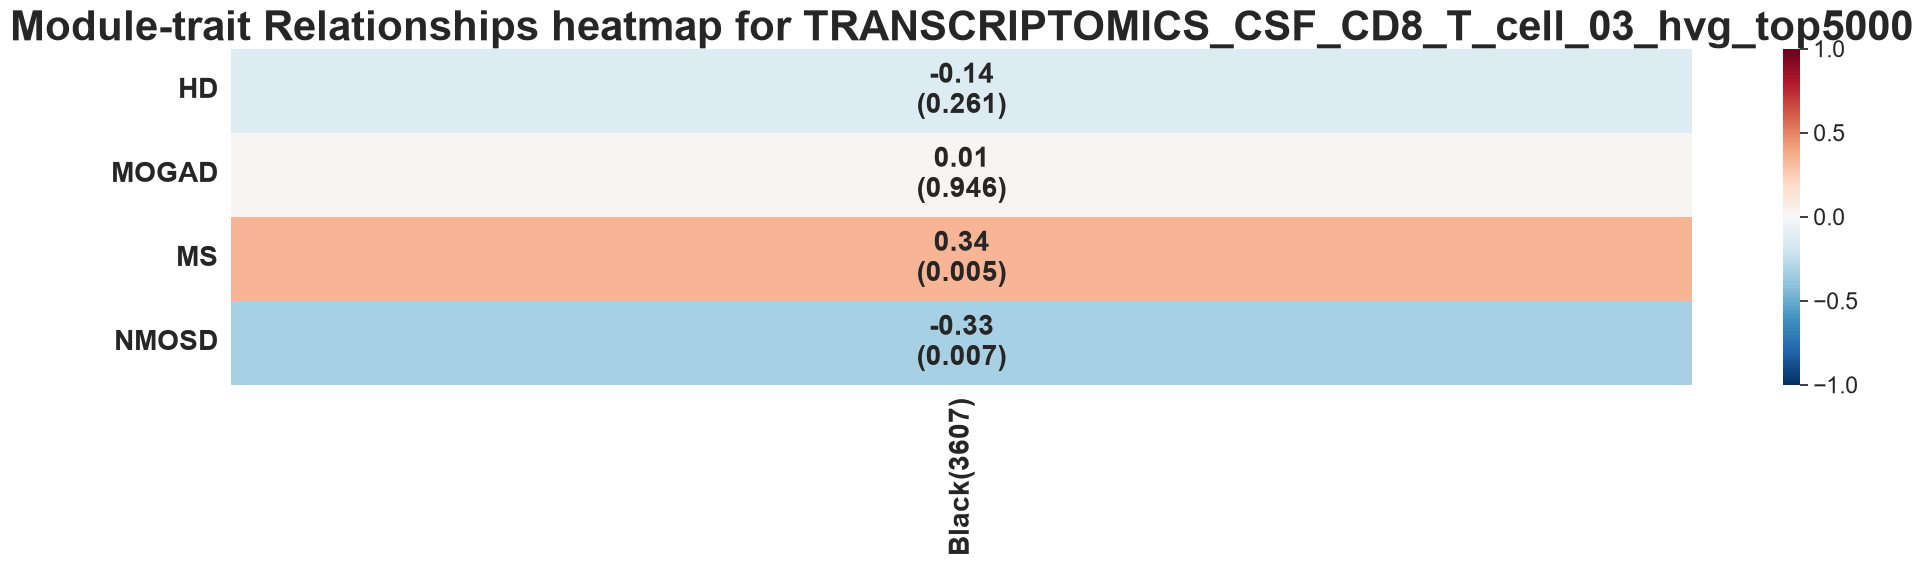 Module-trait Relationships heatmap for TRANSCRIPTOMICS_CSF_CD8_T_cell_03_hvg_top5000
HD
-0.14
(0.261)
MOGAD
0.01
(0.946)
MS
0.34
(0.005)
NMOSD
-0.33
(0.007)
Black(3607)
1.0
0.5
0.0
−0.5
−1.0